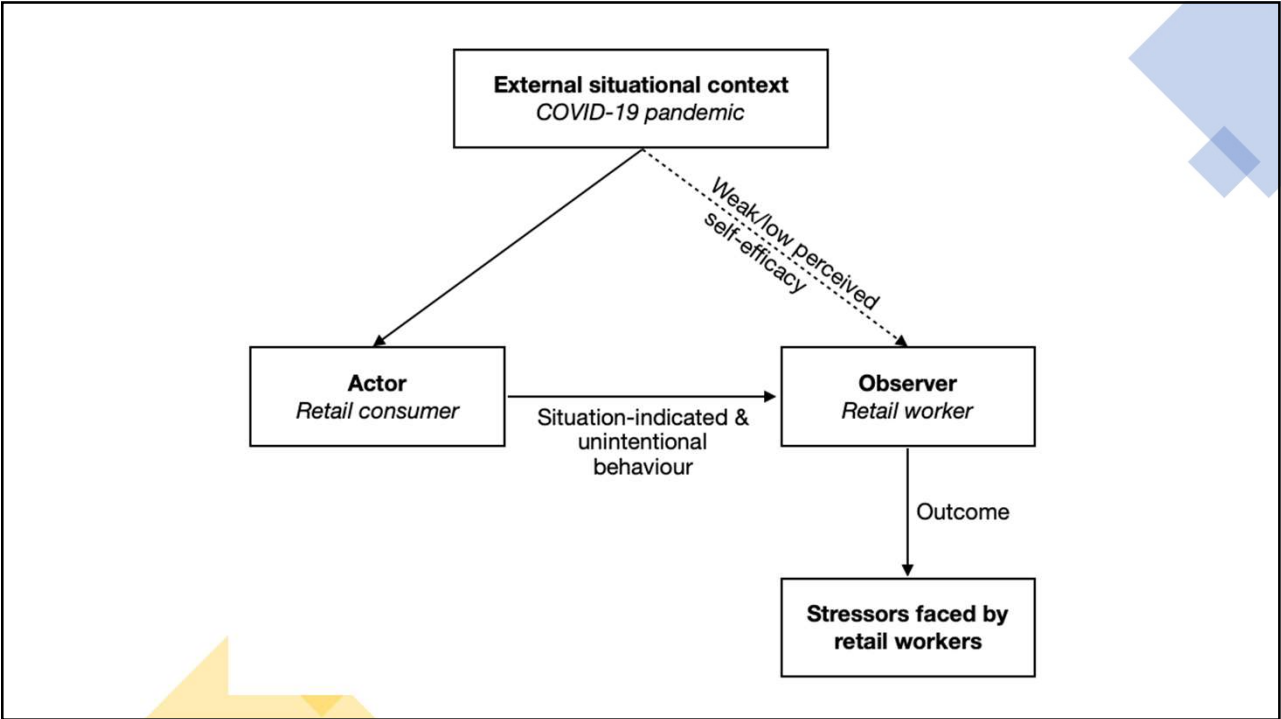 External situational context
COVID-19 pandemic
Weak/low perceived
self-efficacy
Actor
Retail consumer
Situation-indicated &
unintentional
behaviour
Observer
Retail worker
Outcome
Stressors faced by
retail workers